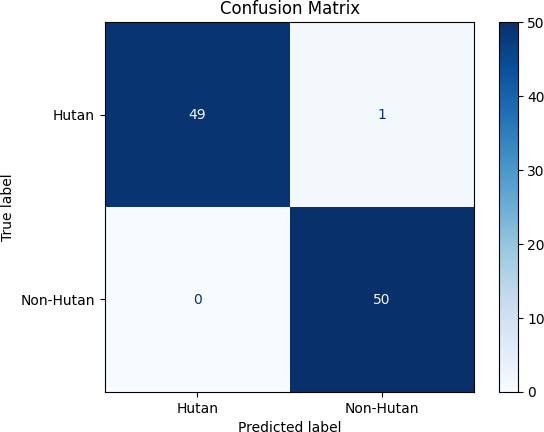 Confusion Matrix
50
Hutan
49
1
40
30
True label
20
Non-Hutan
0
50
10
0
Hutan
Non-Hutan
Predicted label